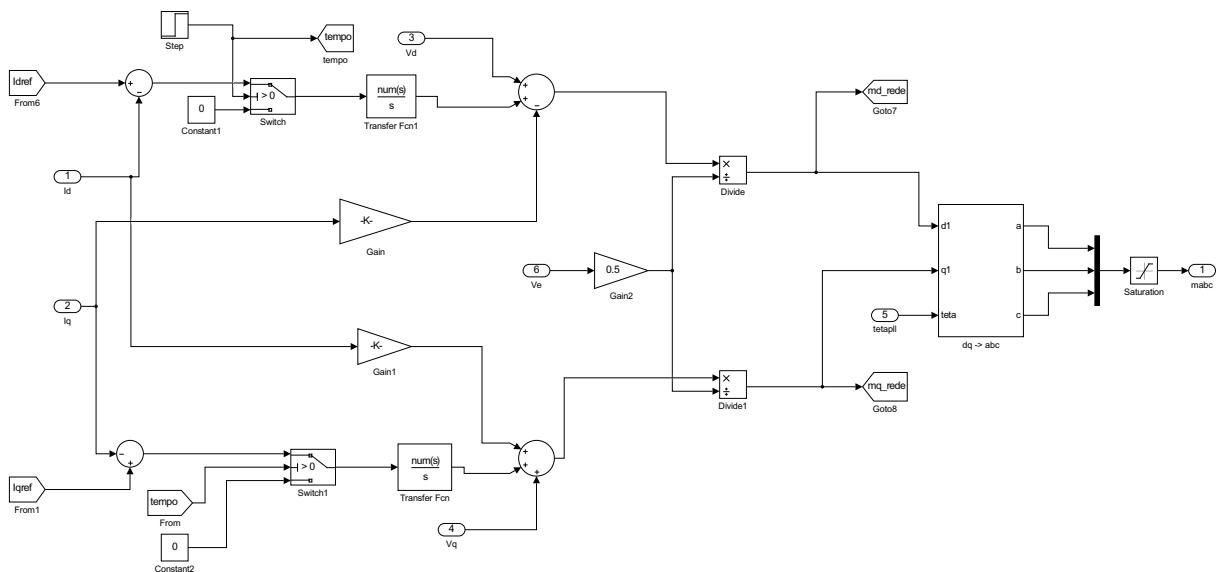 Step
tempo
tempo
3
Vd
Idref
From6
+
−
> 0
Switch
0
Constant1
num(s)
s
Transfer Fcn1
+
+
−
md_rede
Goto7
1
Id
×
÷
Divide
-K-
Gain
d1
q1
teta
a
b
c
dq -> abc
6
Ve
0.5
Gain2
Saturation
1
mabc
2
Iq
5
tetapll
-K-
Gain1
×
÷
Divide1
mq_rede
Goto8
−
+
> 0
Switch1
num(s)
s
Transfer Fcn
+
+
+
Iqref
From1
tempo
From
4
Vq
0
Constant2